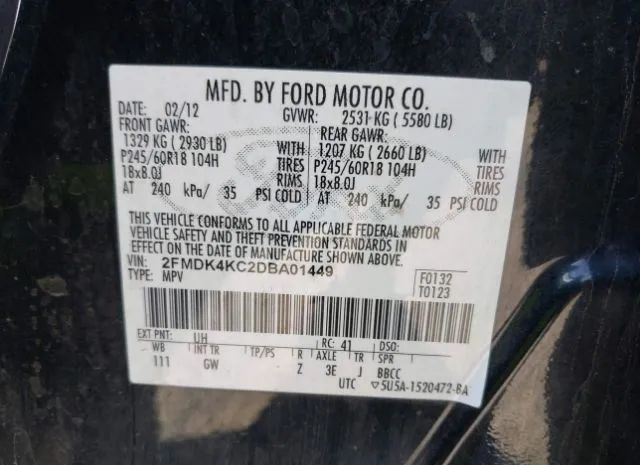 MFD. BY FORD MOTOR CO.
DATE: 02/12 GVWR: 2531 KG ( 5580 LB)
FRONT GAWR: REAR GAWR:
1329 KG ( 2930 LB) WITH 1207 KG ( 2660 LB) WITH
P245/60R18 104H TIRES P245/60R18 104H TIRES
18x8.0J RIMS 18x8.0J RIMS
AT 240 kPa/ 35 PSI COLD AT 240 kPa/ 35 PSI COLD
THIS VEHICLE CONFORMS TO ALL APPLICABLE FEDERAL MOTOR
VEHICLE SAFETY AND THEFT PREVENTION STANDARDS IN
EFFECT ON THE DATE OF MANUFACTURE SHOWN ABOVE.
VIN: 2FMDK4KC2DBA01449 F0132
TYPE: MPV T0123
EXT PNT: UH RC: 41 DSO:
WB INT TR TP/PS R AXLE TR SPR
111 GW Z 3E J BBCC
UTC ▽5U5A-1520472-BA